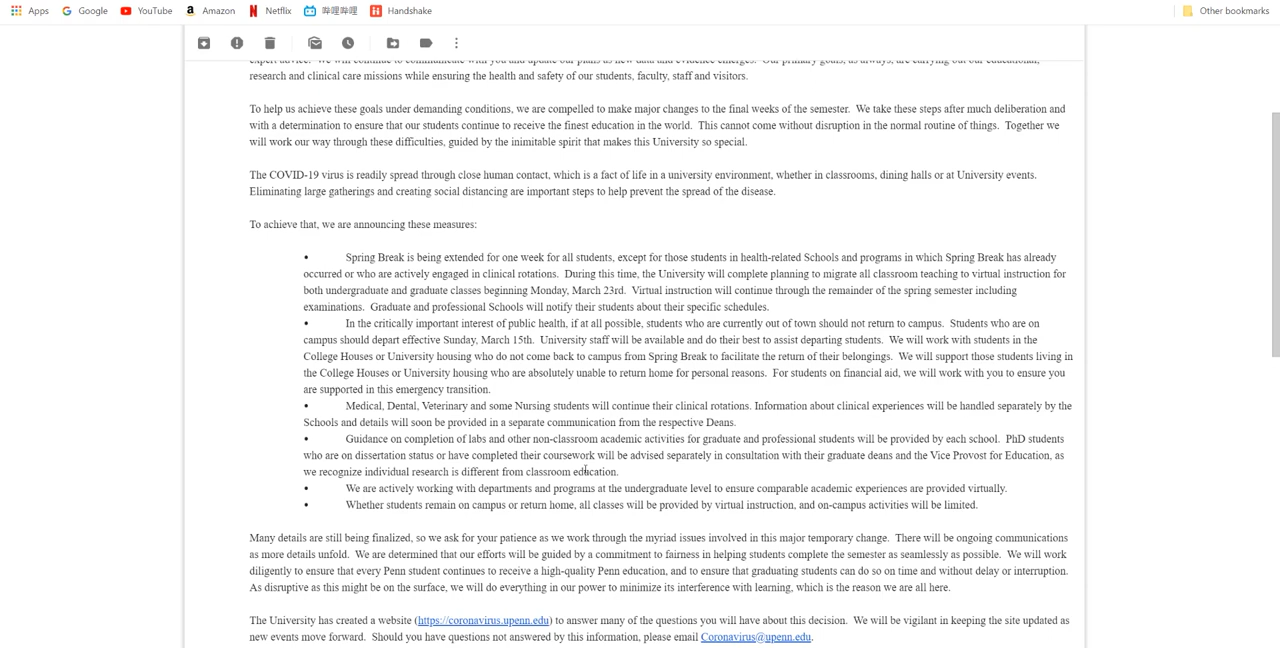 Apps Google YouTube Amazon Netflix 哔哩哔哩 Handshake Other bookmarks
expert advice. We will continue to communicate with you and update our plans as new data and evidence emerges. Our primary goals, as always, are carrying out our educational,
research and clinical care missions while ensuring the health and safety of our students, faculty, staff and visitors.
To help us achieve these goals under demanding conditions, we are compelled to make major changes to the final weeks of the semester. We take these steps after much deliberation and
with a determination to ensure that our students continue to receive the finest education in the world. This cannot come without disruption in the normal routine of things. Together we
will work our way through these difficulties, guided by the inimitable spirit that makes this University so special.
The COVID-19 virus is readily spread through close human contact, which is a fact of life in a university environment, whether in classrooms, dining halls or at University events.
Eliminating large gatherings and creating social distancing are important steps to help prevent the spread of the disease.
To achieve that, we are announcing these measures:
• Spring Break is being extended for one week for all students, except for those students in health-related Schools and programs in which Spring Break has already
occurred or who are actively engaged in clinical rotations. During this time, the University will complete planning to migrate all classroom teaching to virtual instruction for
both undergraduate and graduate classes beginning Monday, March 23rd. Virtual instruction will continue through the remainder of the spring semester including
examinations. Graduate and professional Schools will notify their students about their specific schedules.
• In the critically important interest of public health, if at all possible, students who are currently out of town should not return to campus. Students who are on
campus should depart effective Sunday, March 15th. University staff will be available and do their best to assist departing students. We will work with students in the
College Houses or University housing who do not come back to campus from Spring Break to facilitate the return of their belongings. We will support those students living in
the College Houses or University housing who are absolutely unable to return home for personal reasons. For students on financial aid, we will work with you to ensure you
are supported in this emergency transition.
• Medical, Dental, Veterinary and some Nursing students will continue their clinical rotations. Information about clinical experiences will be handled separately by the
Schools and details will soon be provided in a separate communication from the respective Deans.
• Guidance on completion of labs and other non-classroom academic activities for graduate and professional students will be provided by each school. PhD students
who are on dissertation status or have completed their coursework will be advised separately in consultation with their graduate deans and the Vice Provost for Education, as
we recognize individual research is different from classroom education.
• We are actively working with departments and programs at the undergraduate level to ensure comparable academic experiences are provided virtually.
• Whether students remain on campus or return home, all classes will be provided by virtual instruction, and on-campus activities will be limited.
Many details are still being finalized, so we ask for your patience as we work through the myriad issues involved in this major temporary change. There will be ongoing communications
as more details unfold. We are determined that our efforts will be guided by a commitment to fairness in helping students complete the semester as seamlessly as possible. We will work
diligently to ensure that every Penn student continues to receive a high-quality Penn education, and to ensure that graduating students can do so on time and without delay or interruption.
As disruptive as this might be on the surface, we will do everything in our power to minimize its interference with learning, which is the reason we are all here.
The University has created a website (https://coronavirus.upenn.edu) to answer many of the questions you will have about this decision. We will be vigilant in keeping the site updated as
new events move forward. Should you have questions not answered by this information, please email Coronavirus@upenn.edu.